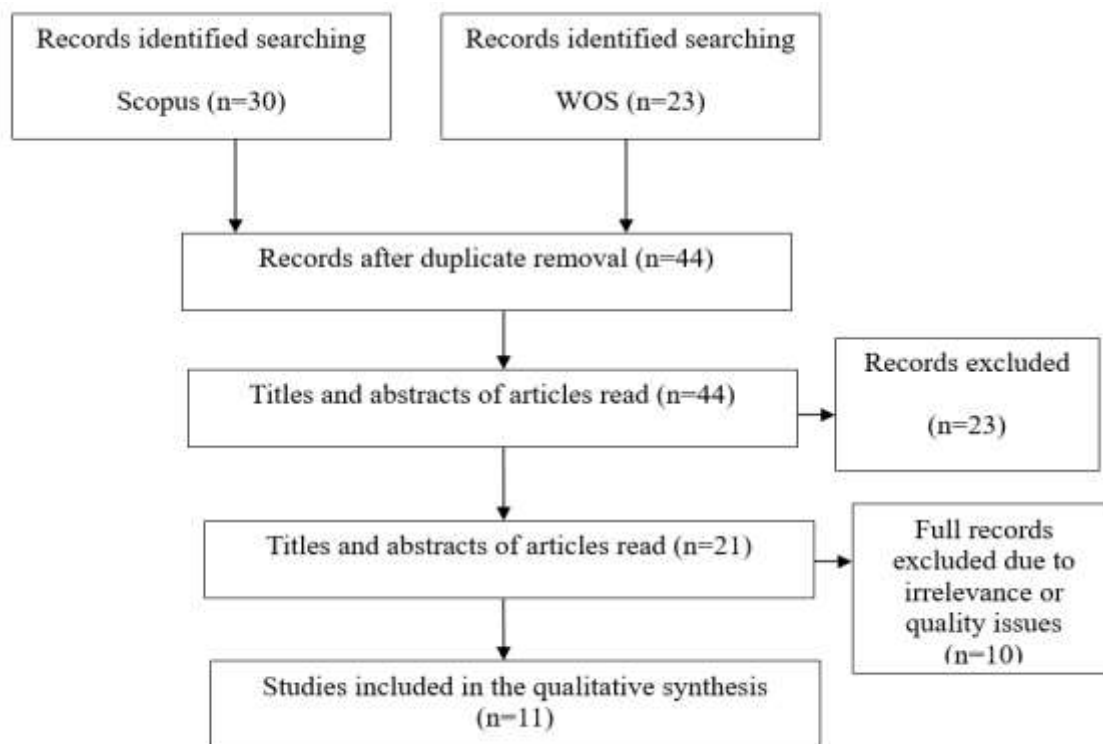 Records identified searching
Scopus (n=30)
Records identified searching
WOS (n=23)
Records after duplicate removal (n=44)
Titles and abstracts of articles read (n=44)
Records excluded
(n=23)
Titles and abstracts of articles read (n=21)
Full records
excluded due to
irrelevance or
quality issues
(n=10)
Studies included in the qualitative synthesis
(n=11)